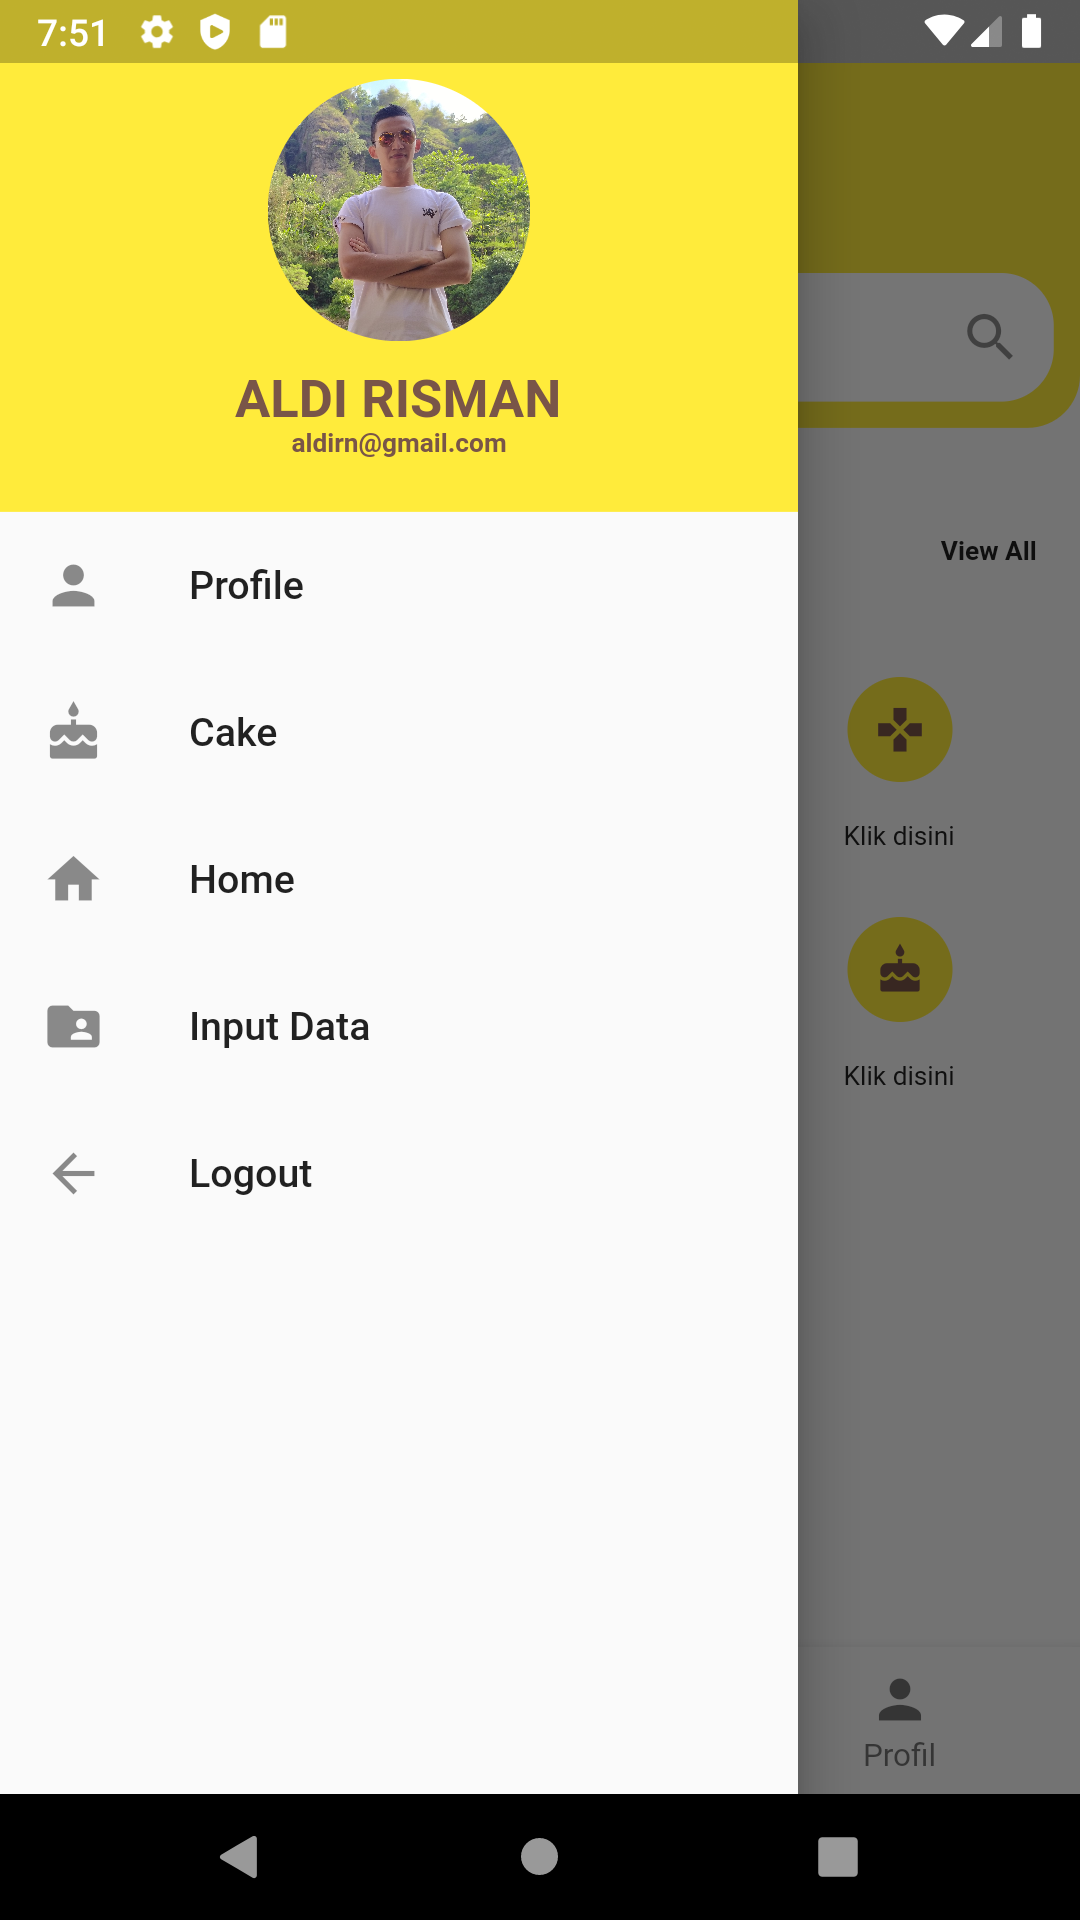 7:51
ALDI RISMAN
aldirn@gmail.com
Profile
Cake
Home
Input Data
Logout
View All
Klik disini
Klik disini
Profil